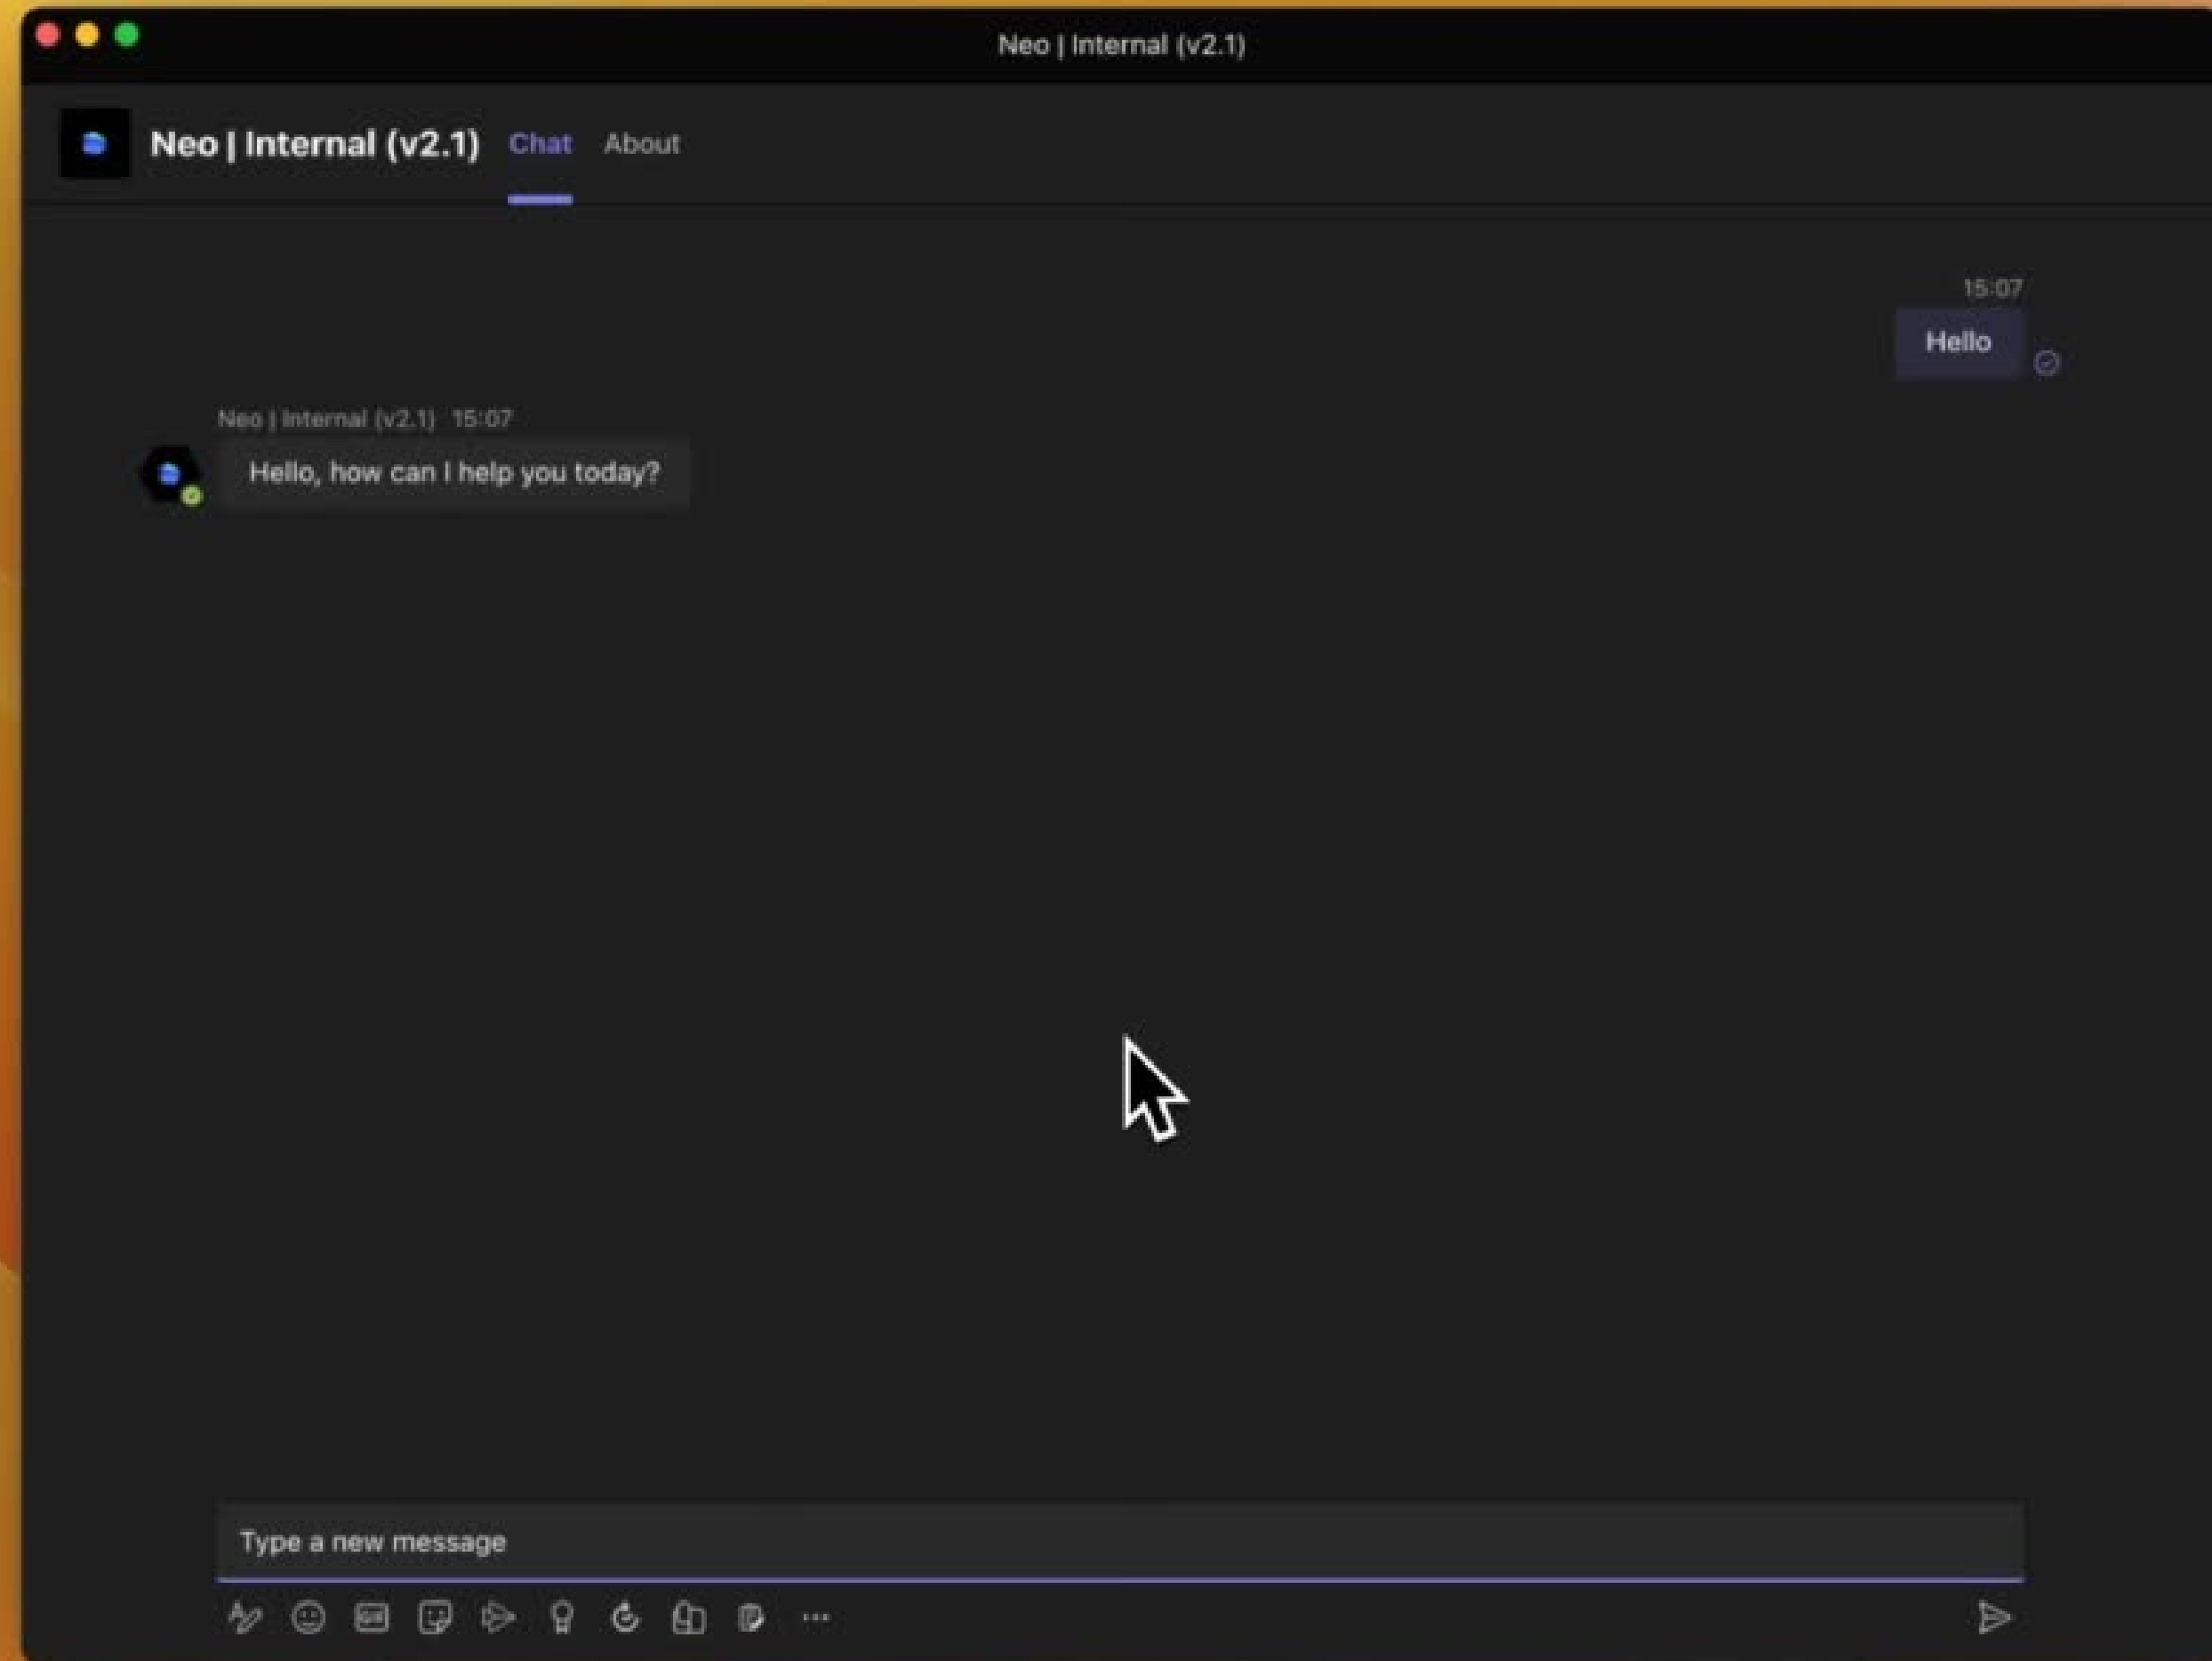 Neo | Internal (v2.1)
Neo | Internal (v2.1) Chat About
15:07
Hello
Neo | Internal (v2.1) 15:07
Hello, how can I help you today?
Type a new message
GIF